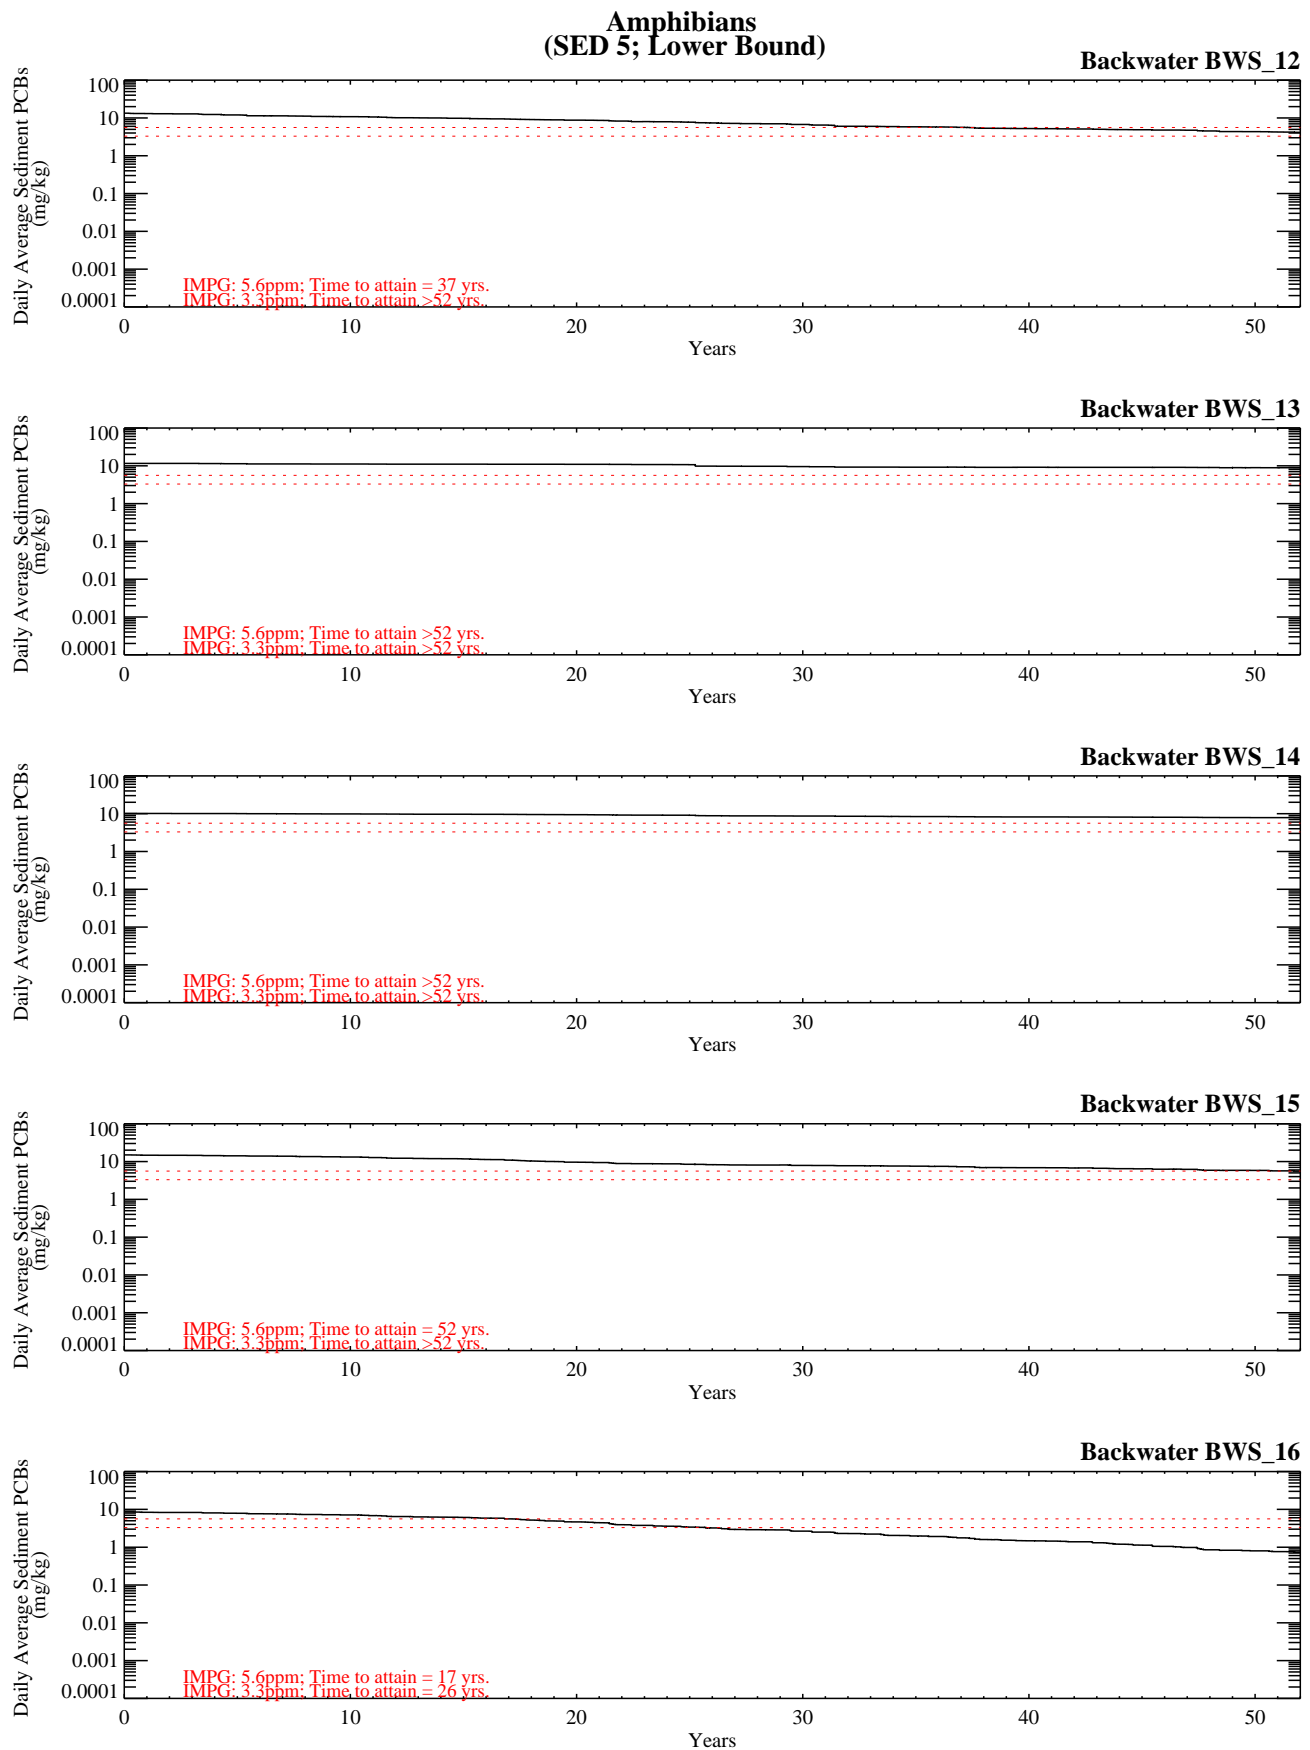 Amphibians
(SED 5; Lower Bound)
Backwater BWS_12
Daily Average Sediment PCBs
(mg/kg)
100
10
1
0.1
0.01
0.001
0.0001
IMPG: 5.6ppm; Time to attain = 37 yrs.
IMPG: 3.3ppm; Time to attain >52 yrs.
0 10 20 30 40 50
Years
Backwater BWS_13
Daily Average Sediment PCBs
(mg/kg)
100
10
1
0.1
0.01
0.001
0.0001
IMPG: 5.6ppm; Time to attain >52 yrs.
IMPG: 3.3ppm; Time to attain >52 yrs.
0 10 20 30 40 50
Years
Backwater BWS_14
Daily Average Sediment PCBs
(mg/kg)
100
10
1
0.1
0.01
0.001
0.0001
IMPG: 5.6ppm; Time to attain >52 yrs.
IMPG: 3.3ppm; Time to attain >52 yrs.
0 10 20 30 40 50
Years
Backwater BWS_15
Daily Average Sediment PCBs
(mg/kg)
100
10
1
0.1
0.01
0.001
0.0001
IMPG: 5.6ppm; Time to attain = 52 yrs.
IMPG: 3.3ppm; Time to attain >52 yrs.
0 10 20 30 40 50
Years
Backwater BWS_16
Daily Average Sediment PCBs
(mg/kg)
100
10
1
0.1
0.01
0.001
0.0001
IMPG: 5.6ppm; Time to attain = 17 yrs.
IMPG: 3.3ppm; Time to attain = 26 yrs.
0 10 20 30 40 50
Years